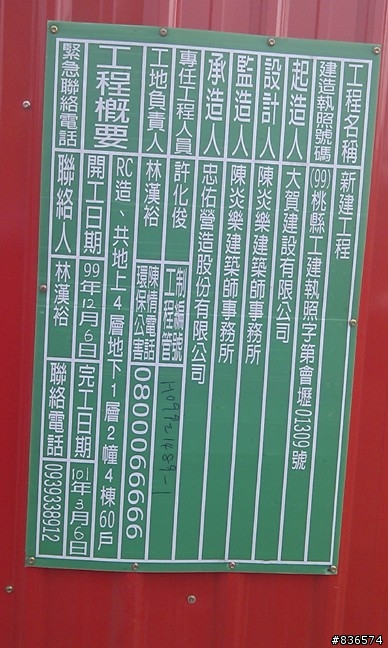 工程名稱 新建工程
建造執照號碼 (99)桃縣工建執照字第會壢01309號
起造人 大賀建設有限公司
設計人 陳炎樂建築師事務所
監造人 陳炎樂建築師事務所
承造人 忠佑營造股份有限公司
專任工程人員 許化俊 工程管制編號 H099Z1489-1
工地負責人 林漢裕 環保公害陳情電話 0800066666
工程概要 RC造、共地上4層地下1層2幢4棟60戶
開工日期 99年12月6日 完工日期 101年3月6日
緊急聯絡電話 聯絡人 林漢裕 聯絡電話 0939338912
#836574